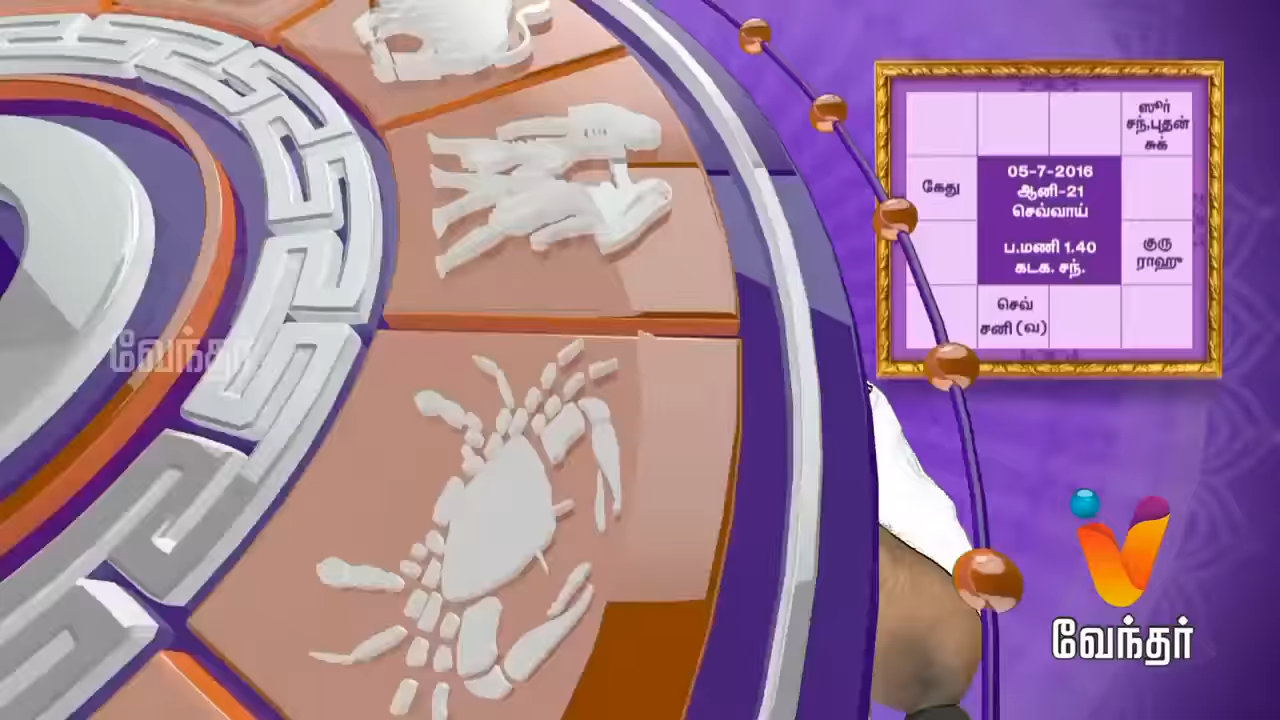 ஸூர்
சந்.புதன்
சுக்
கேது
05-7-2016
ஆனி-21
செவ்வாய்
ப.மணி 1.40
கடக. சந்.
குரு
ராஹு
செவ்
சனி (வ)
வேந்தர்
வேந்தர்